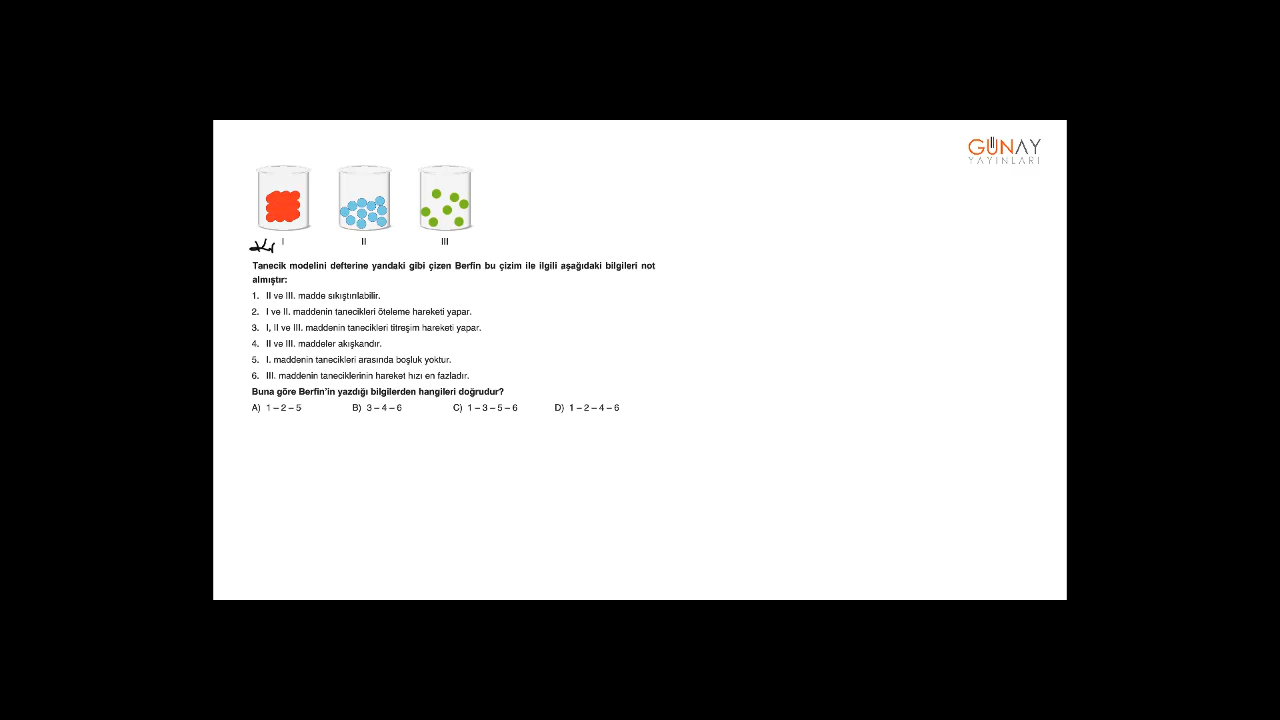 GÜNAY
YAYINLARI
I II III
Tanecik modelini defterine yandaki gibi çizen Berfin bu çizim ile ilgili aşağıdaki bilgileri not
almıştır:
1. II ve III. madde sıkıştırılabilir.
2. I ve II. maddenin tanecikleri öteleme hareketi yapar.
3. I, II ve III. maddenin tanecikleri titreşim hareketi yapar.
4. II ve III. maddeler akışkandır.
5. I. maddenin tanecikleri arasında boşluk yoktur.
6. III. maddenin taneciklerinin hareket hızı en fazladır.
Buna göre Berfin'in yazdığı bilgilerden hangileri doğrudur?
A) 1 – 2 – 5 B) 3 – 4 – 6 C) 1 – 3 – 5 – 6 D) 1 – 2 – 4 – 6